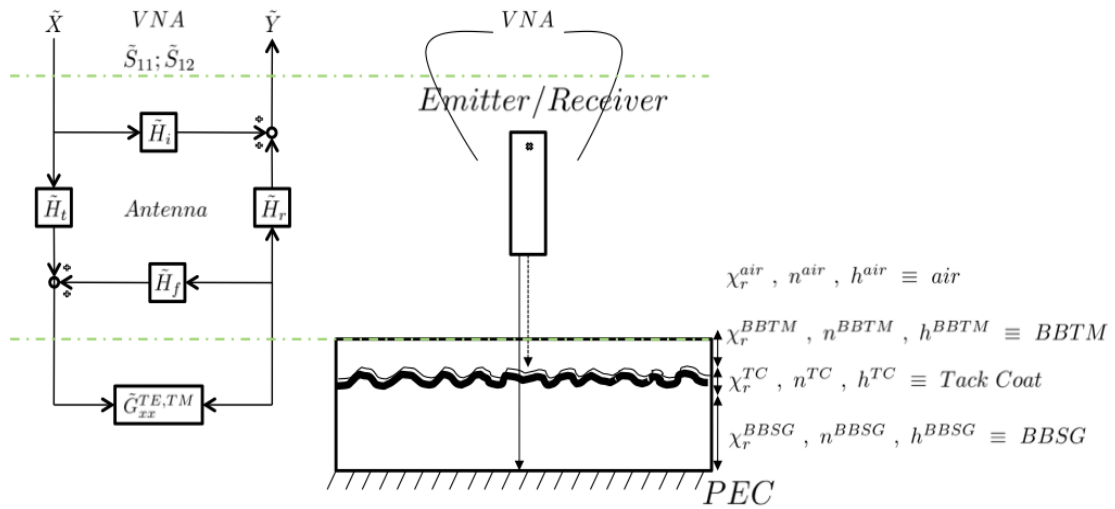 X̃ VNA Ỹ
S̃₁₁; S̃₁₂
H̃ᵢ
H̃ₜ Antenna H̃ᵣ
H̃_f
G̃ₓₓ^{TE,TM}
VNA
Emitter/Receiver
χᵣ^{air} , n^{air} , h^{air} ≡ air
χᵣ^{BBTM} , n^{BBTM} , h^{BBTM} ≡ BBTM
χᵣ^{TC} , n^{TC} , h^{TC} ≡ Tack Coat
χᵣ^{BBSG} , n^{BBSG} , h^{BBSG} ≡ BBSG
PEC